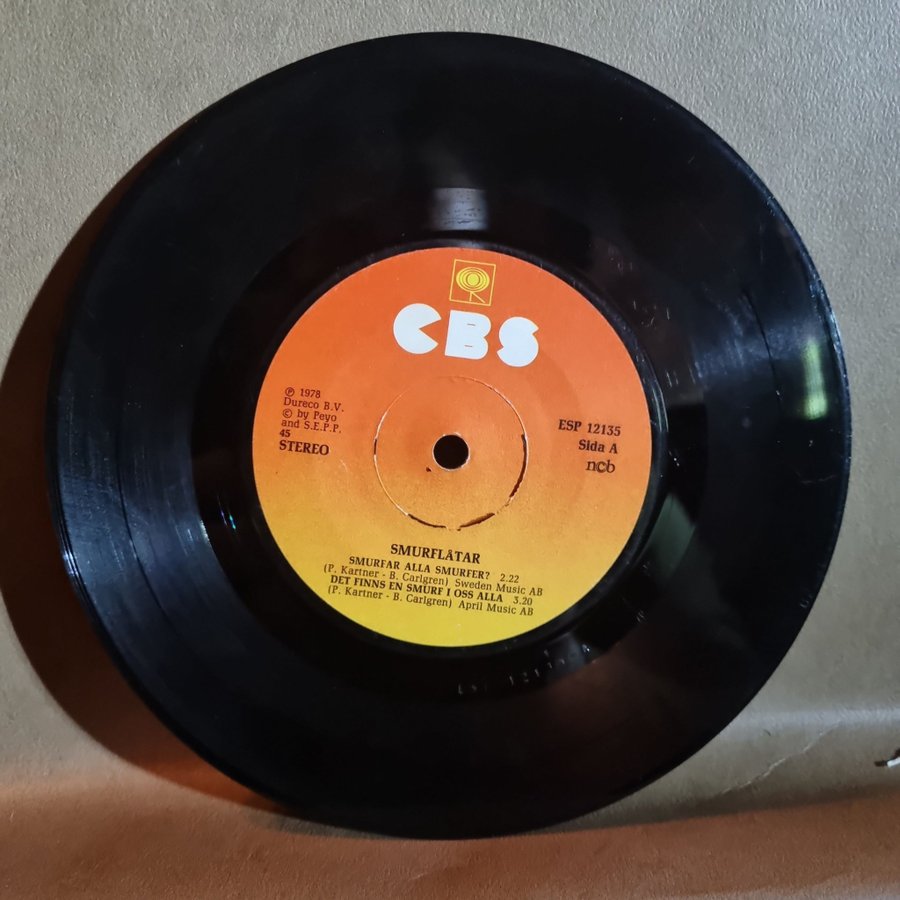 CBS
℗ 1978
Dureco B.V.
© by Peyo
and S.E.P.P.
45
STEREO
ESP 12135
Sida A
ncb
SMURFLÅTAR
SMURFAR ALLA SMURFER? 2.22
(P. Kartner - B. Carlgren) Sweden Music AB
DET FINNS EN SMURF I OSS ALLA 3.20
(P. Kartner - B. Carlgren) April Music AB